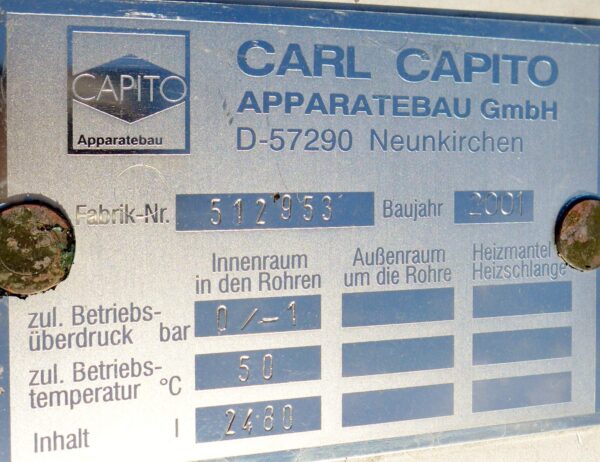 CAPITO
Apparatebau
CARL CAPITO
APPARATEBAU GmbH
D-57290 Neunkirchen
Fabrik-Nr. 512953 Baujahr 2001
Innenraum
in den Rohren
Außenraum
um die Rohre
Heizmantel
Heizschlange
zul. Betriebs-
überdruck bar 0/-1
zul. Betriebs-
temperatur °C 50
Inhalt l 2480